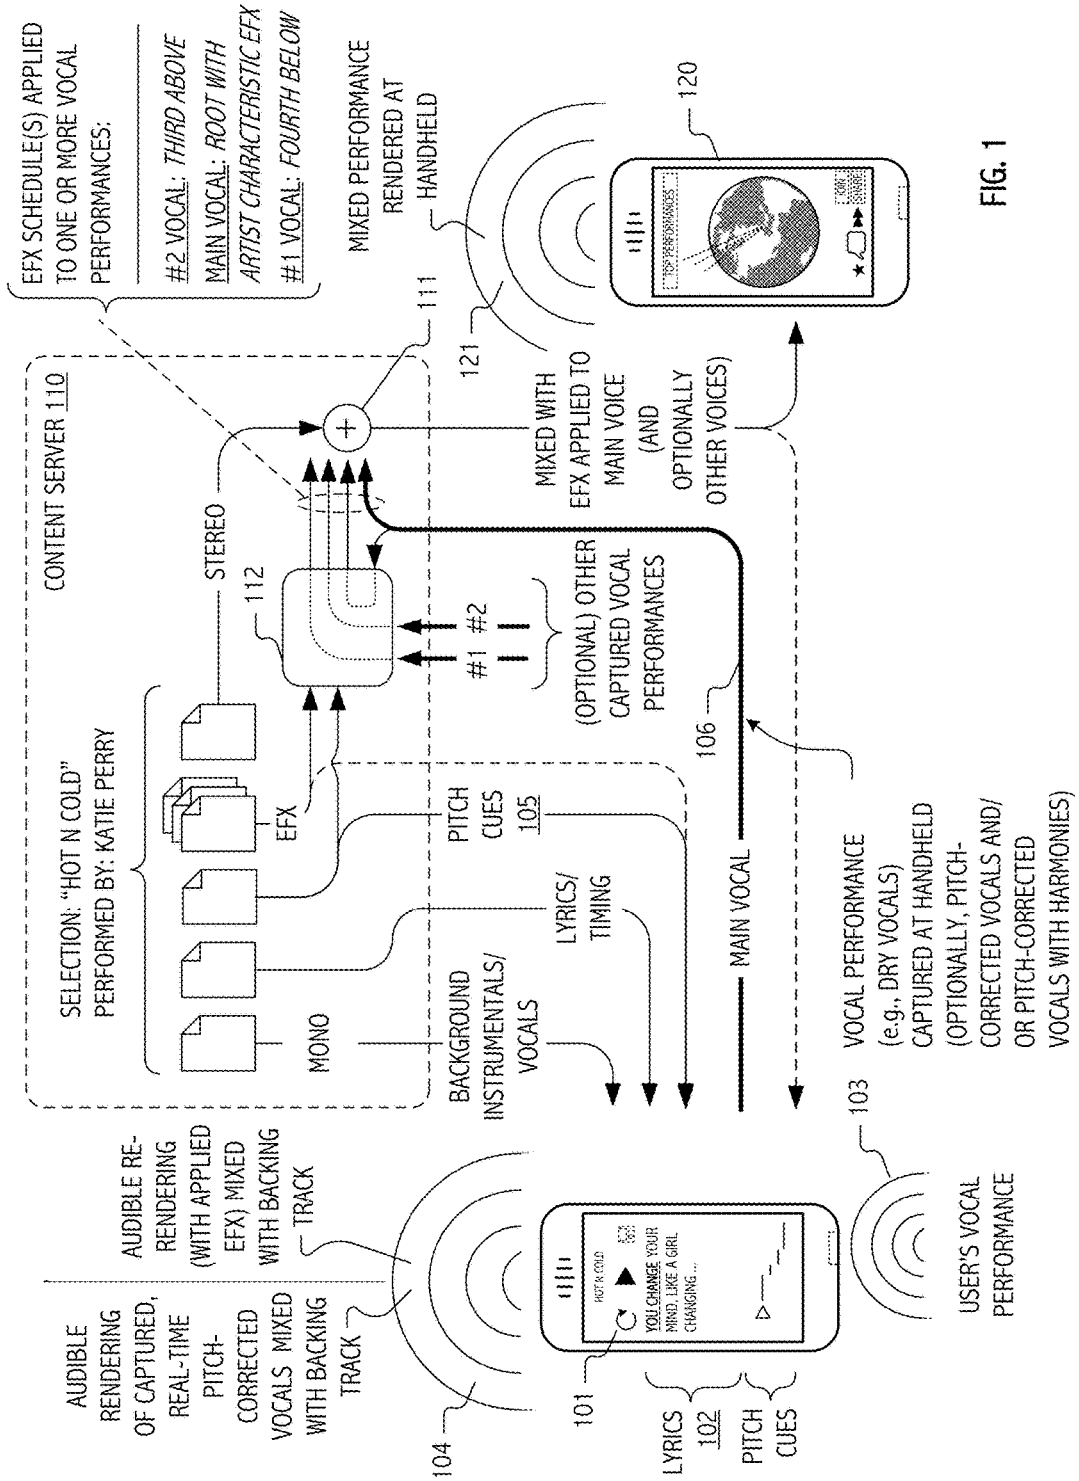 EFX SCHEDULE(S) APPLIED
TO ONE OR MORE VOCAL
PERFORMANCES:
#2 VOCAL: THIRD ABOVE
MAIN VOCAL: ROOT WITH
ARTIST CHARACTERISTIC EFX
#1 VOCAL: FOURTH BELOW
CONTENT SERVER 110
SELECTION: "HOT N COLD"
PERFORMED BY: KATIE PERRY
MONO
EFX
STEREO
112
111
#1
#2
(OPTIONAL) OTHER
CAPTURED VOCAL
PERFORMANCES
BACKGROUND
INSTRUMENTALS/
VOCALS
LYRICS/
TIMING
PITCH
CUES
105
MAIN VOCAL
106
MIXED WITH
EFX APPLIED TO
MAIN VOICE
(AND
OPTIONALLY
OTHER VOICES)
MIXED PERFORMANCE
RENDERED AT
HANDHELD
121
120
TOP PERFORMANCES
AUDIBLE
RENDERING
OF CAPTURED,
REAL-TIME
PITCH-
CORRECTED
VOCALS MIXED
WITH BACKING
TRACK
AUDIBLE RE-
RENDERING
(WITH APPLIED
EFX) MIXED
WITH BACKING
TRACK
104
101
HOT N COLD
YOU CHANGE YOUR
MIND, LIKE A GIRL
CHANGING ...
LYRICS
102
PITCH
CUES
103
USER'S VOCAL
PERFORMANCE
VOCAL PERFORMANCE
(e.g., DRY VOCALS)
CAPTURED AT HANDHELD
(OPTIONALLY, PITCH-
CORRECTED VOCALS AND/
OR PITCH-CORRECTED
VOCALS WITH HARMONIES)
FIG. 1